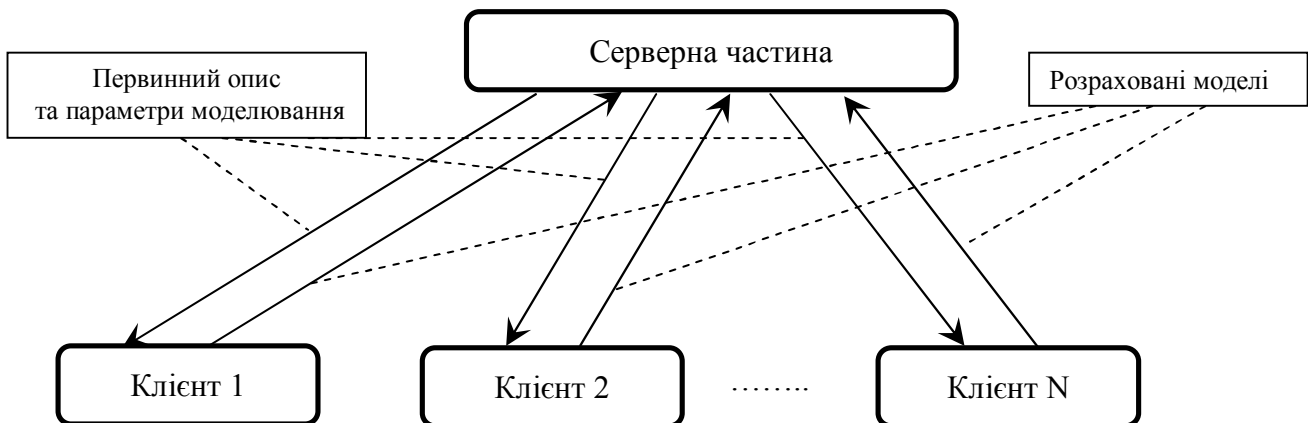 Серверна частина
Первинний опис
та параметри моделювання
Розраховані моделі
Клієнт 1
Клієнт 2
........
Клієнт N